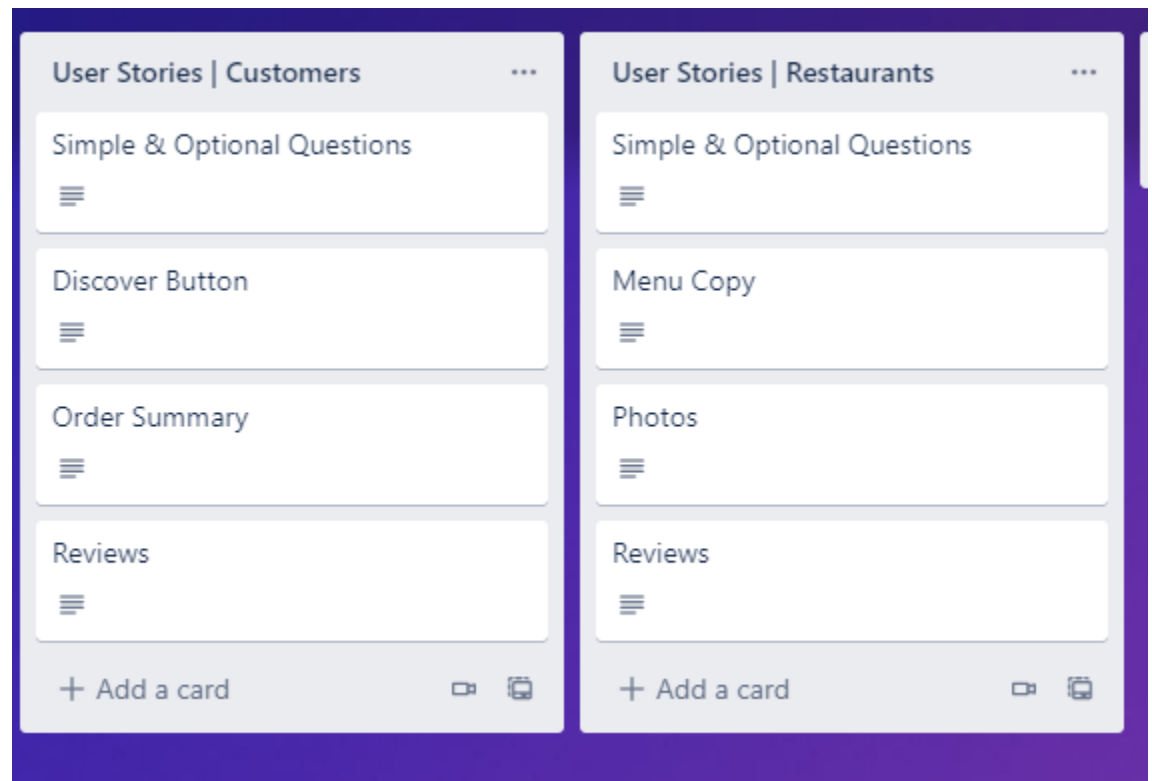 User Stories | Customers
Simple & Optional Questions
Discover Button
Order Summary
Reviews
+ Add a card
User Stories | Restaurants
Simple & Optional Questions
Menu Copy
Photos
Reviews
+ Add a card